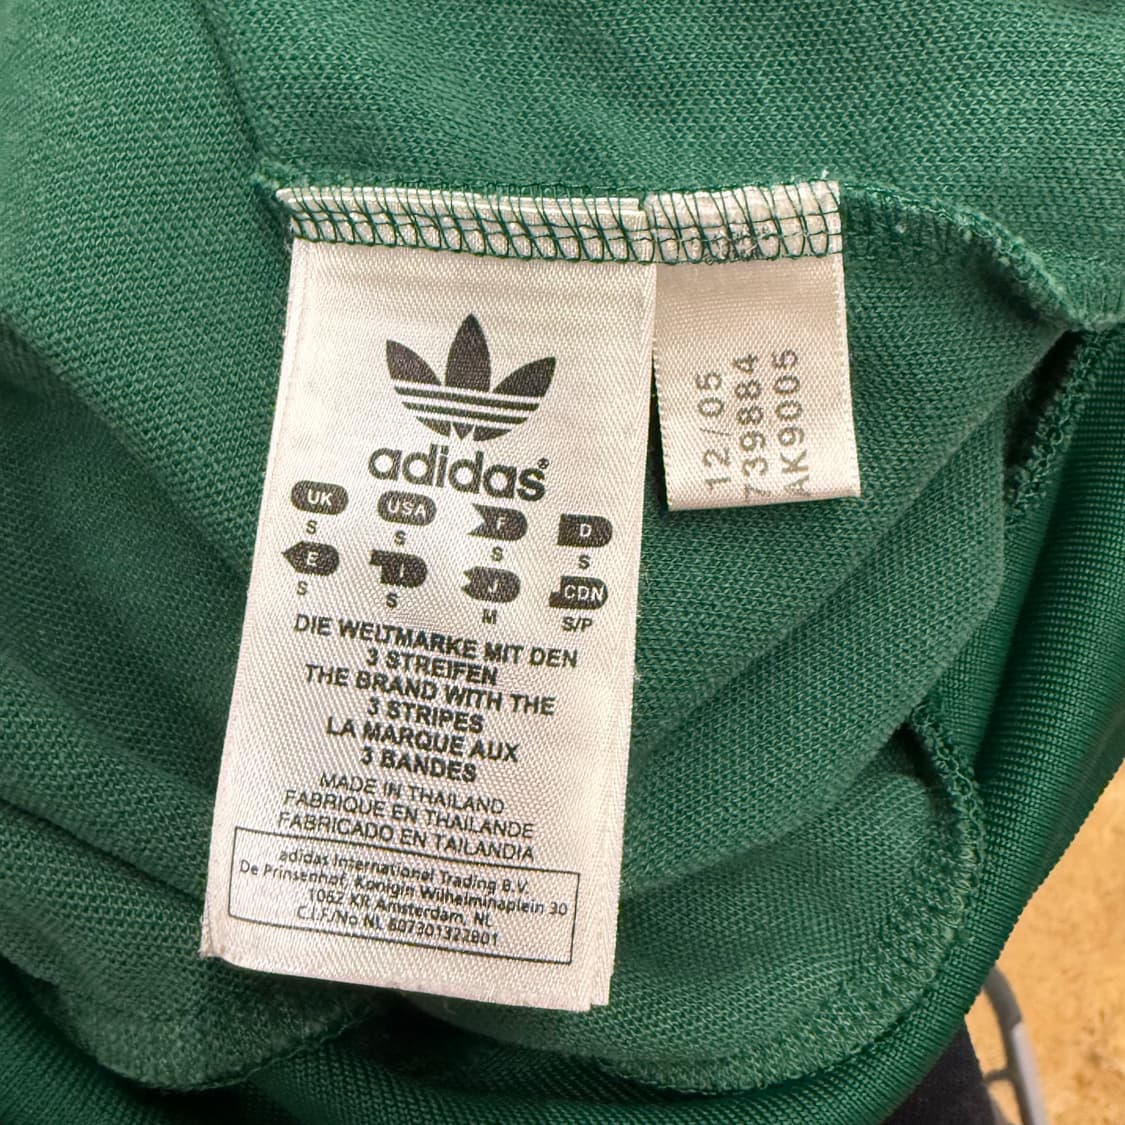 adidas®
UK USA F D
S S S S
E I J CDN
S S M S/P
DIE WELTMARKE MIT DEN
3 STREIFEN
THE BRAND WITH THE
3 STRIPES
LA MARQUE AUX
3 BANDES
MADE IN THAILAND
FABRIQUE EN THAILANDE
FABRICADO EN TAILANDIA
adidas International Trading B.V.
De Prinsenhof, Konigin Wilhelminaplein 30
1062 KR Amsterdam, NL
C.I.F/No NL 807301327B01
12/05
739884
AK9005